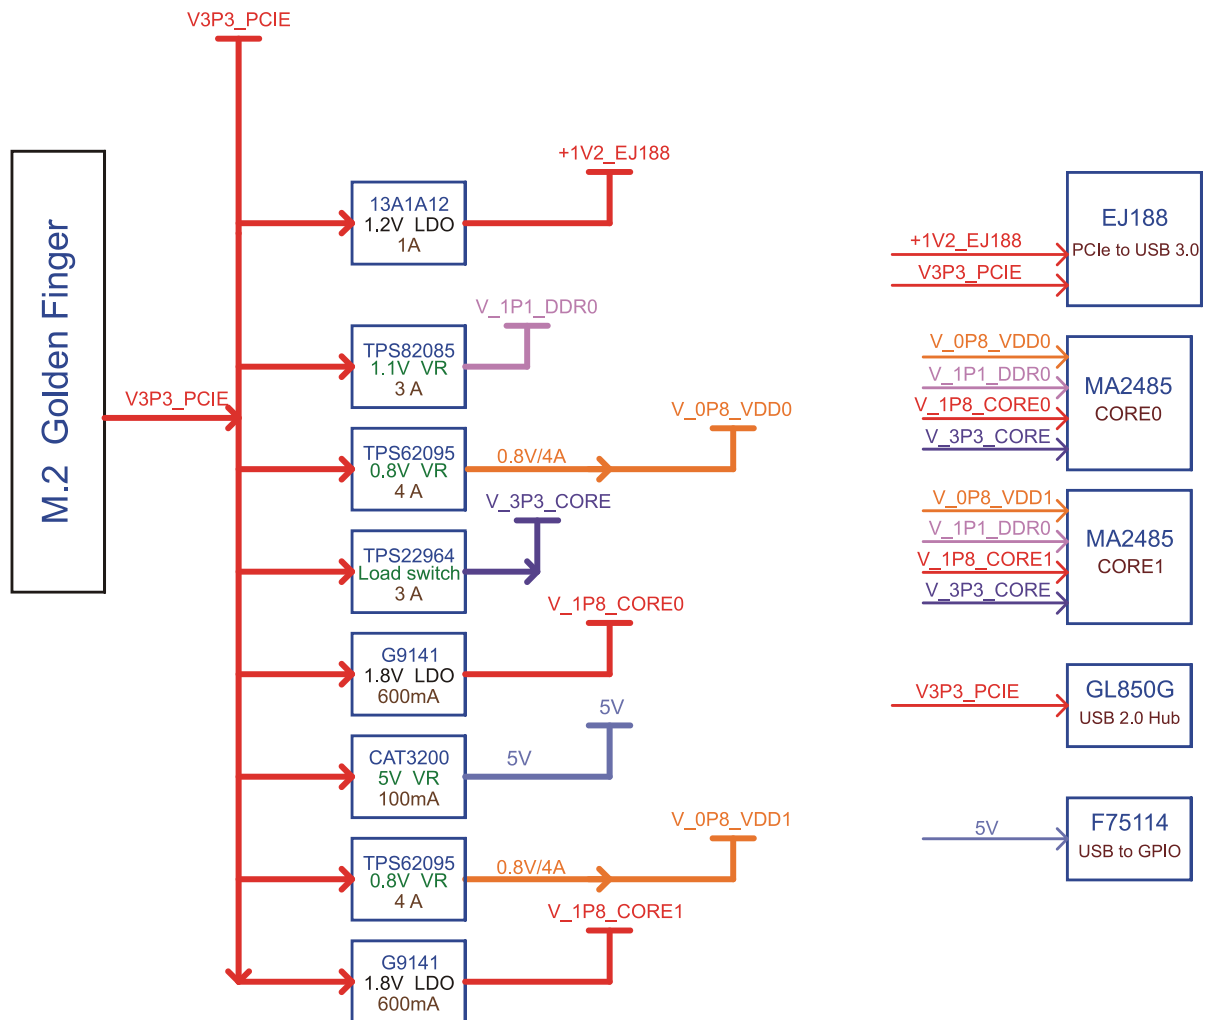 V3P3_PCIE
M.2 Golden Finger
V3P3_PCIE
+1V2_EJ188
13A1A12
1.2V LDO
1A
V_1P1_DDR0
TPS82085
1.1V VR
3 A
V_0P8_VDD0
TPS62095
0.8V VR
4 A
0.8V/4A
V_3P3_CORE
TPS22964
Load switch
3 A
V_1P8_CORE0
G9141
1.8V LDO
600mA
5V
CAT3200
5V VR
100mA
5V
V_0P8_VDD1
TPS62095
0.8V VR
4 A
0.8V/4A
V_1P8_CORE1
G9141
1.8V LDO
600mA
+1V2_EJ188
V3P3_PCIE
EJ188
PCIe to USB 3.0
V_0P8_VDD0
V_1P1_DDR0
V_1P8_CORE0
V_3P3_CORE
MA2485
CORE0
V_0P8_VDD1
V_1P1_DDR0
V_1P8_CORE1
V_3P3_CORE
MA2485
CORE1
V3P3_PCIE
GL850G
USB 2.0 Hub
5V
F75114
USB to GPIO